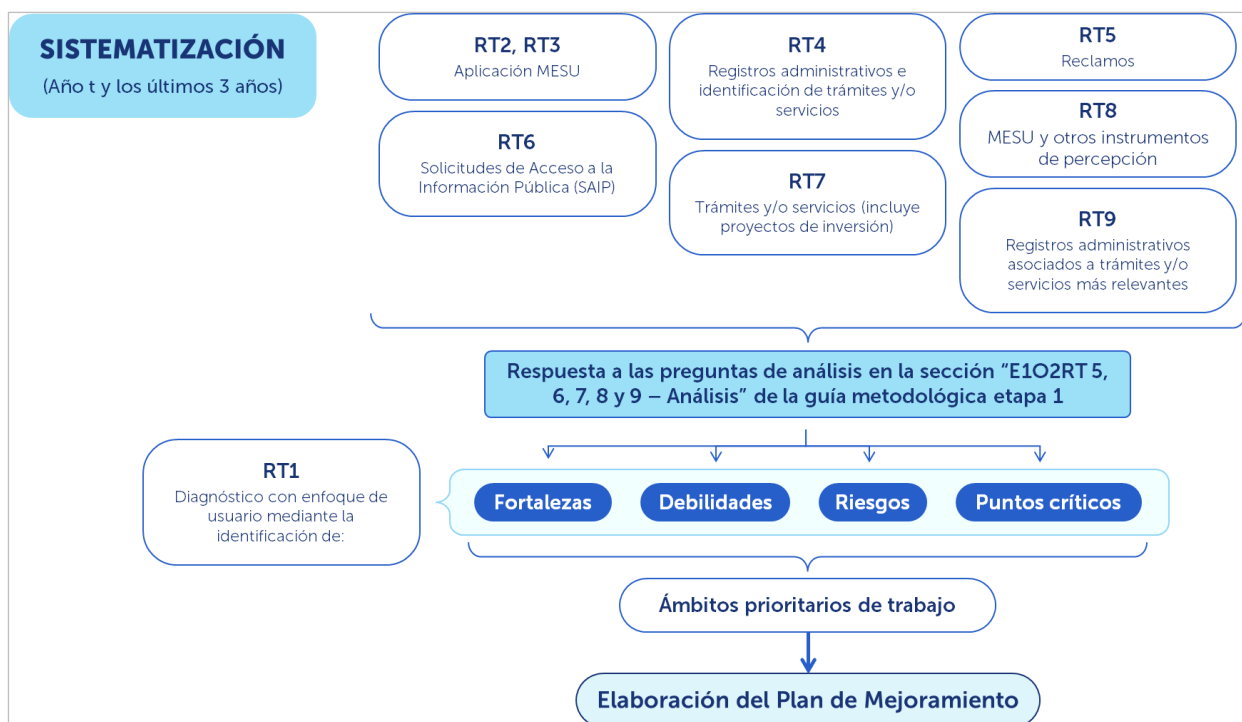 SISTEMATIZACIÓN
(Año t y los últimos 3 años)
RT2, RT3
Aplicación MESU
RT6
Solicitudes de Acceso a la
Información Pública (SAIP)
RT4
Registros administrativos e
identificación de trámites y/o
servicios
RT7
Trámites y/o servicios (incluye
proyectos de inversión)
RT5
Reclamos
RT8
MESU y otros instrumentos
de percepción
RT9
Registros administrativos
asociados a trámites y/o
servicios más relevantes
Respuesta a las preguntas de análisis en la sección “E1O2RT 5,
6, 7, 8 y 9 – Análisis” de la guía metodológica etapa 1
RT1
Diagnóstico con enfoque de
usuario mediante la
identificación de:
Fortalezas
Debilidades
Riesgos
Puntos críticos
Ámbitos prioritarios de trabajo
Elaboración del Plan de Mejoramiento